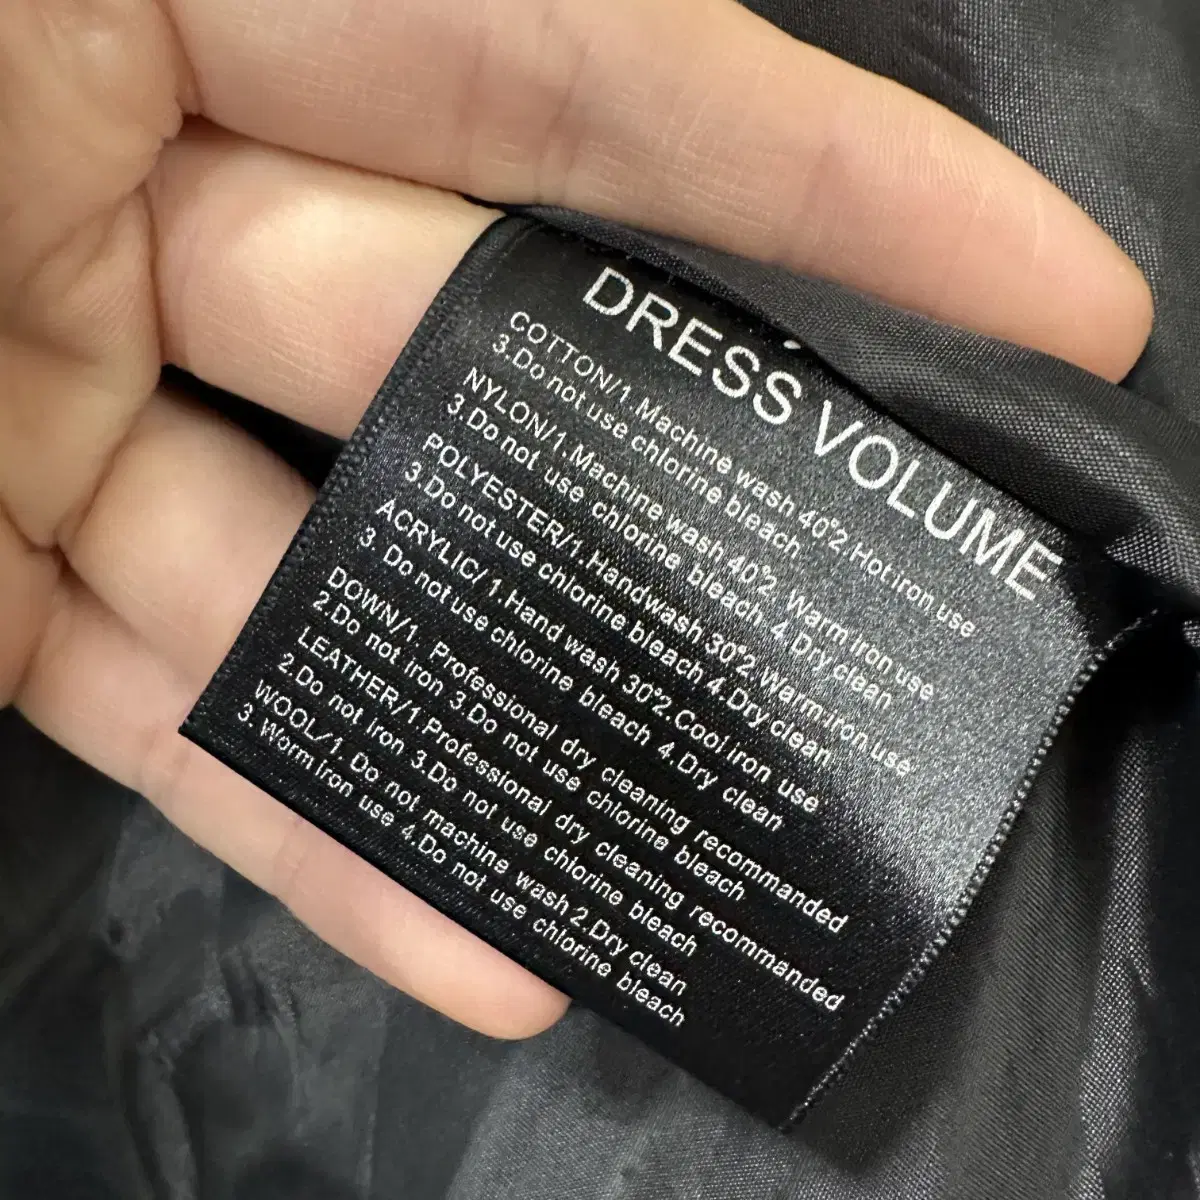 DRESS VOLUME
COTTON/1.Machine wash 40°2.Hot iron use
3.Do not use chlorine bleach
NYLON/1.Machine wash 40°2. Warm iron use
3.Do not use chlorine bleach 4.Dry clean
POLYESTER/1.Handwash 30°2.Warm iron use
3.Do not use chlorine bleach 4.Dry clean
ACRYLIC/ 1.Hand wash 30°2.Cool iron use
3. Do not use chlorine bleach 4.Dry clean
DOWN/1. Professional dry cleaning recommanded
2.Do not iron 3.Do not use chlorine bleach
LEATHER/1.Professional dry cleaning recommanded
2.Do not iron 3.Do not use chlorine bleach
WOOL/1. Do not machine wash 2.Dry clean
3. Worm iron use 4.Do not use chlorine bleach